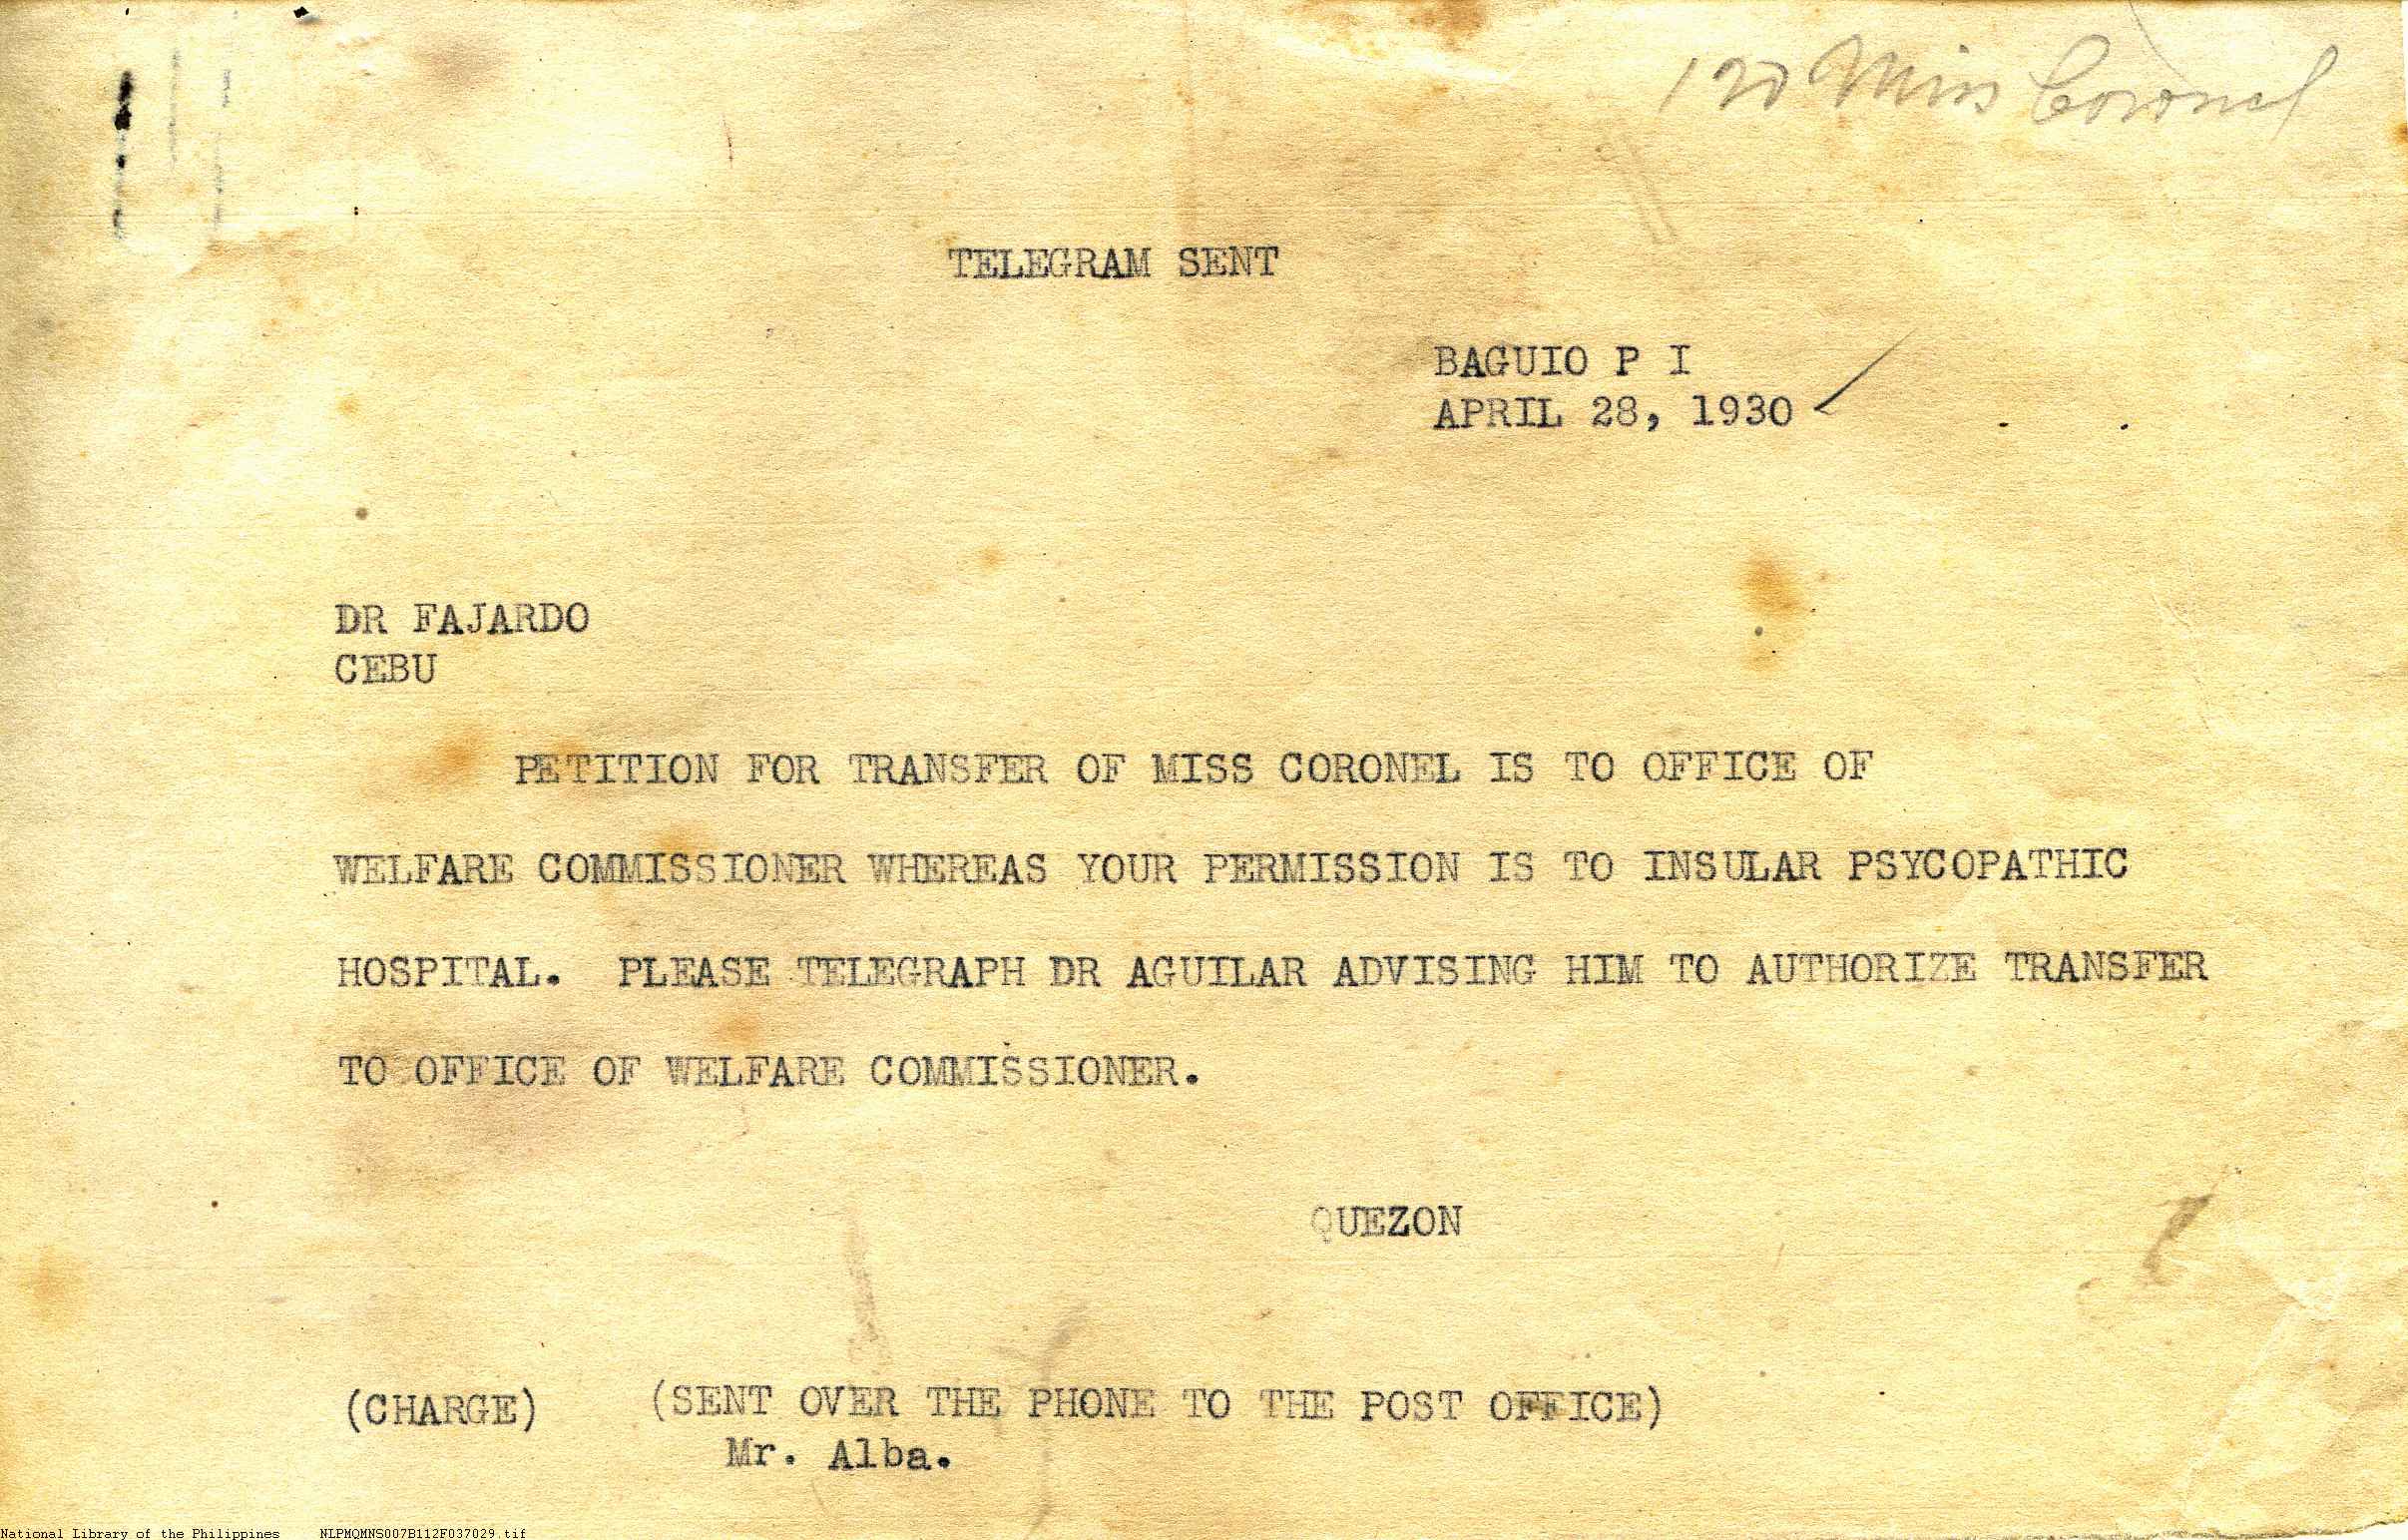 Miss Coronel
TELEGRAM SENT
BAGUIO P I
APRIL 28, 1930
DR FAJARDO
CEBU
PETITION FOR TRANSFER OF MISS CORONEL IS TO OFFICE OF
WELFARE COMMISSIONER WHEREAS YOUR PERMISSION IS TO INSULAR PSYCOPATHIC
HOSPITAL. PLEASE TELEGRAPH DR AGUILAR ADVISING HIM TO AUTHORIZE TRANSFER
TO OFFICE OF WELFARE COMMISSIONER.
QUEZON
(CHARGE) (SENT OVER THE PHONE TO THE POST OFFICE)
Mr. Alba.
National Library of the Philippines NLPMQMNS007B112F037029.tif